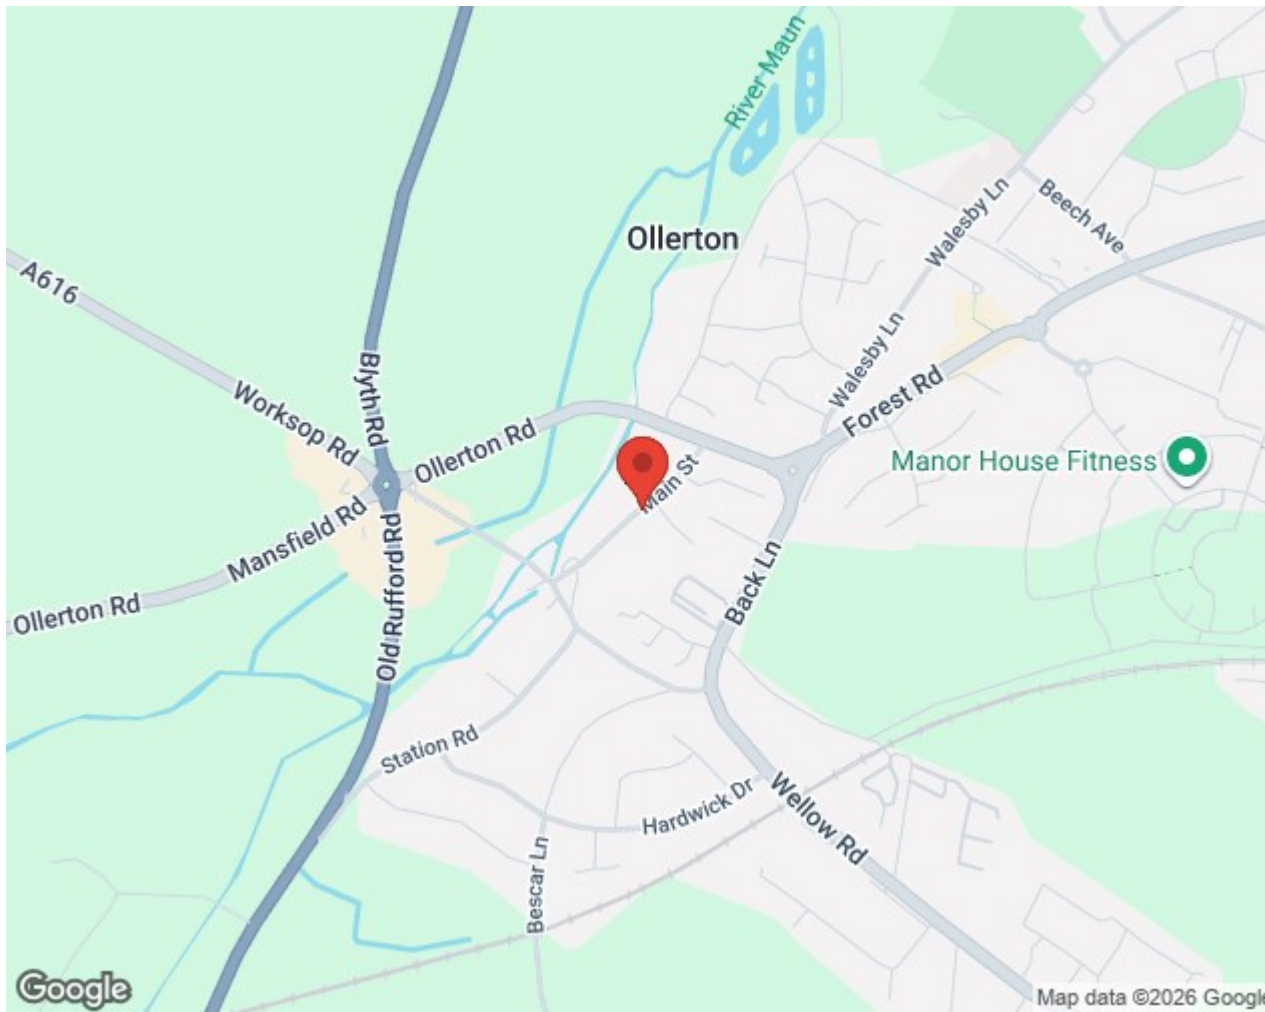 River Maun
Ollerton
Walesby Ln
Beech Ave
A616
Blyth Rd
Worksop Rd
Ollerton Rd
Walesby Ln
Forest Rd
Manor House Fitness
Main St
Mansfield Rd
Old Rufford Rd
Ollerton Rd
Back Ln
Station Rd
Hardwick Dr
Wellow Rd
Bescar Ln
Google
Map data ©2026 Google